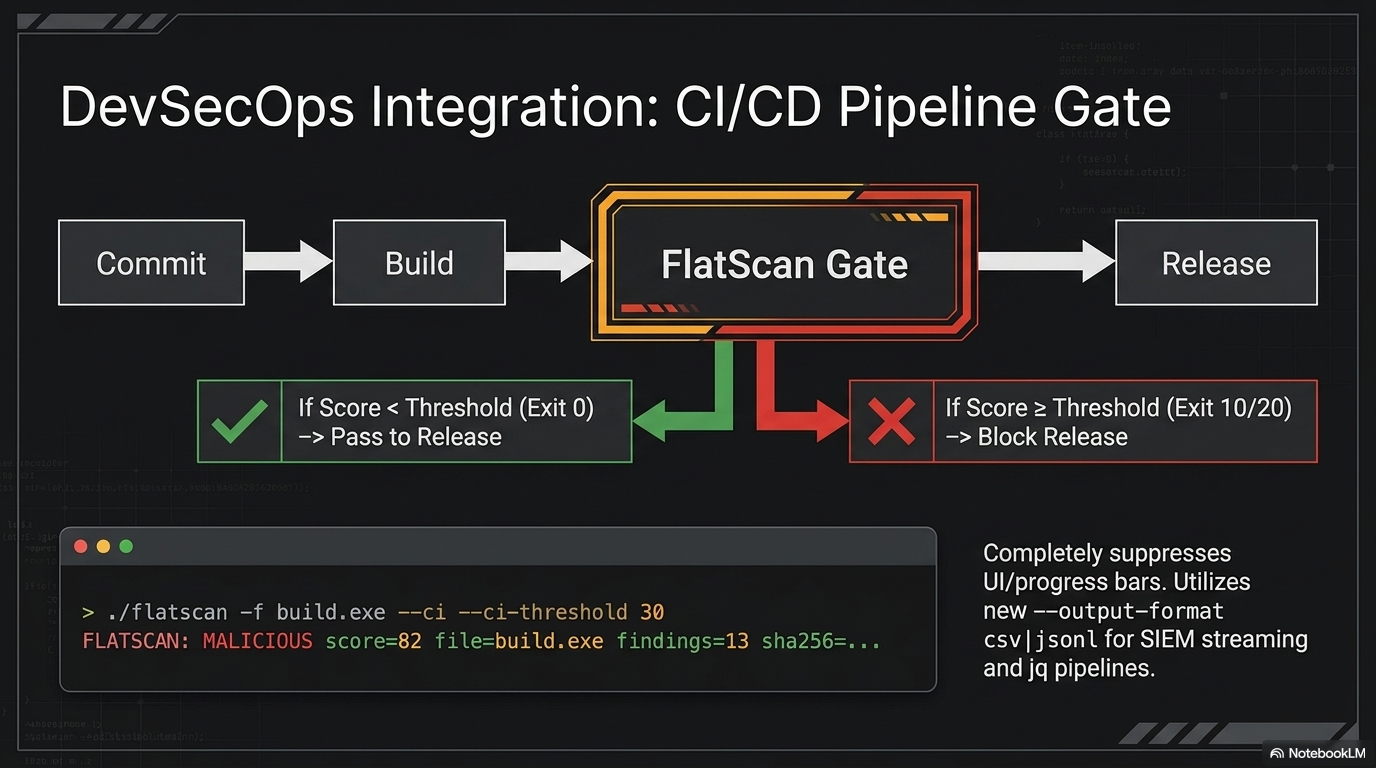 DevSecOps Integration: CI/CD Pipeline Gate
Commit
Build
FlatScan Gate
Release
If Score < Threshold (Exit 0)
–> Pass to Release
If Score ≥ Threshold (Exit 10/20)
–> Block Release
> ./flatscan -f build.exe --ci --ci-threshold 30
FLATSCAN: MALICIOUS score=82 file=build.exe findings=13 sha256=...
Completely suppresses
UI/progress bars. Utilizes
new --output-format
csv|jsonl for SIEM streaming
and jq pipelines.
NotebookLM